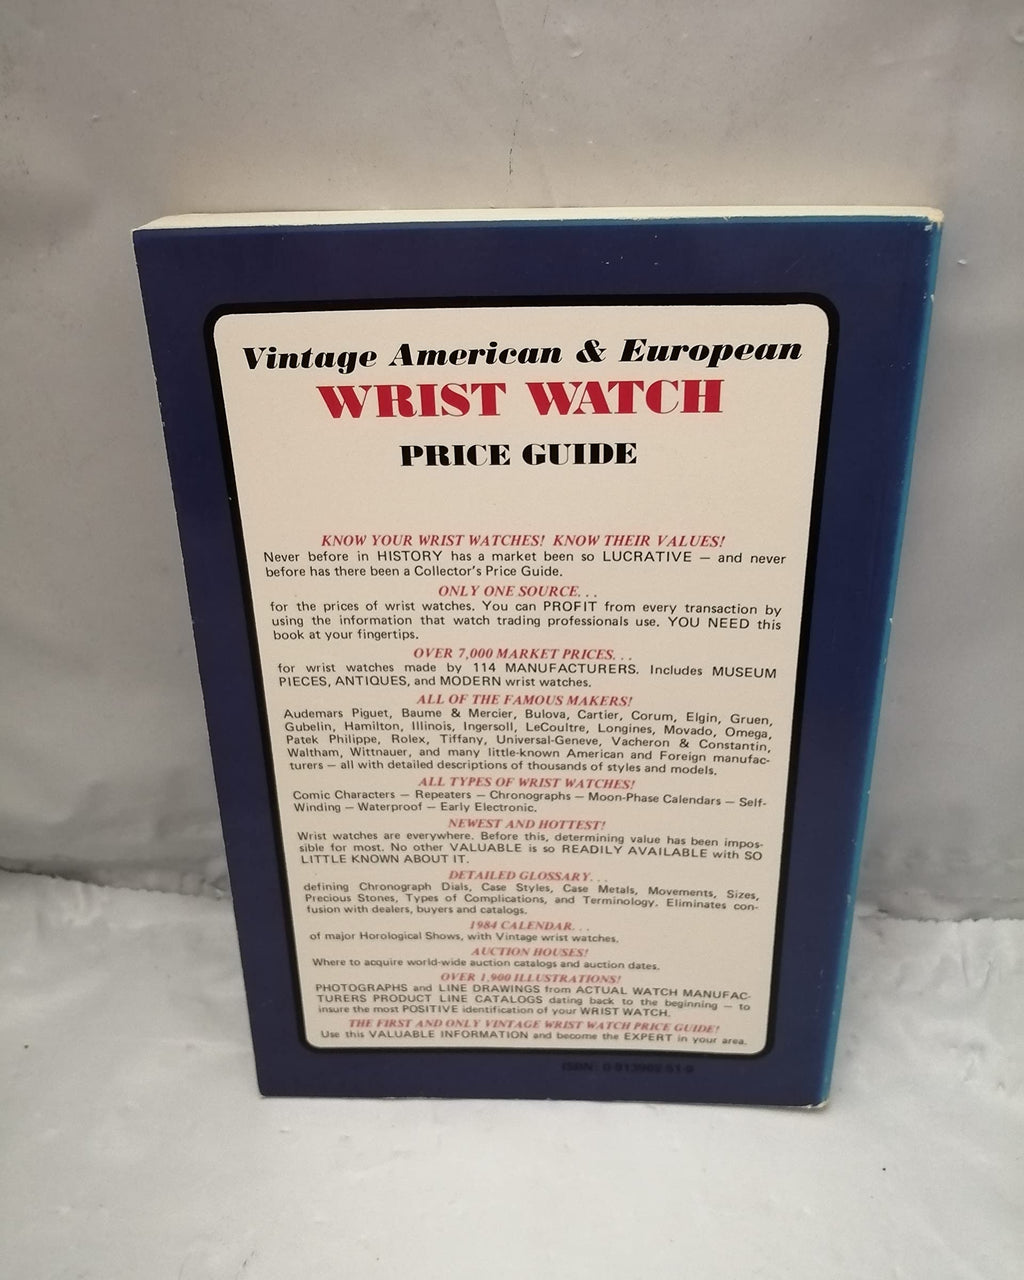 Vintage American & European
WRIST WATCH
PRICE GUIDE
KNOW YOUR WRIST WATCHES! KNOW THEIR VALUES!
Never before in HISTORY has a market been so LUCRATIVE — and never
before has there been a Collector's Price Guide.
ONLY ONE SOURCE. . .
for the prices of wrist watches. You can PROFIT from every transaction by
using the information that watch trading professionals use. YOU NEED this
book at your fingertips.
OVER 7,000 MARKET PRICES. . .
for wrist watches made by 114 MANUFACTURERS. Includes MUSEUM
PIECES, ANTIQUES, and MODERN wrist watches.
ALL OF THE FAMOUS MAKERS!
Audemars Piguet, Baume & Mercier, Bulova, Cartier, Corum, Elgin, Gruen,
Gubelin, Hamilton, Illinois, Ingersoll, LeCoultre, Longines, Movado, Omega,
Patek Philippe, Rolex, Tiffany, Universal-Geneve, Vacheron & Constantin,
Waltham, Wittnauer, and many little-known American and Foreign manufac-
turers — all with detailed descriptions of thousands of styles and models.
ALL TYPES OF WRIST WATCHES!
Comic Characters — Repeaters — Chronographs — Moon-Phase Calendars — Self-
Winding — Waterproof — Early Electronic.
NEWEST AND HOTTEST!
Wrist watches are everywhere. Before this, determining value has been impos-
sible for most. No other VALUABLE is so READILY AVAILABLE with SO
LITTLE KNOWN ABOUT IT.
DETAILED GLOSSARY. . .
defining Chronograph Dials, Case Styles, Case Metals, Movements, Sizes,
Precious Stones, Types of Complications, and Terminology. Eliminates con-
fusion with dealers, buyers and catalogs.
1984 CALENDAR. . .
of major Horological Shows, with Vintage wrist watches.
AUCTION HOUSES!
Where to acquire world-wide auction catalogs and auction dates.
OVER 1,900 ILLUSTRATIONS!
PHOTOGRAPHS and LINE DRAWINGS from ACTUAL WATCH MANUFAC-
TURERS PRODUCT LINE CATALOGS dating back to the beginning — to
insure the most POSITIVE identification of your WRIST WATCH.
THE FIRST AND ONLY VINTAGE WRIST WATCH PRICE GUIDE!
Use this VALUABLE INFORMATION and become the EXPERT in your area.
ISBN: